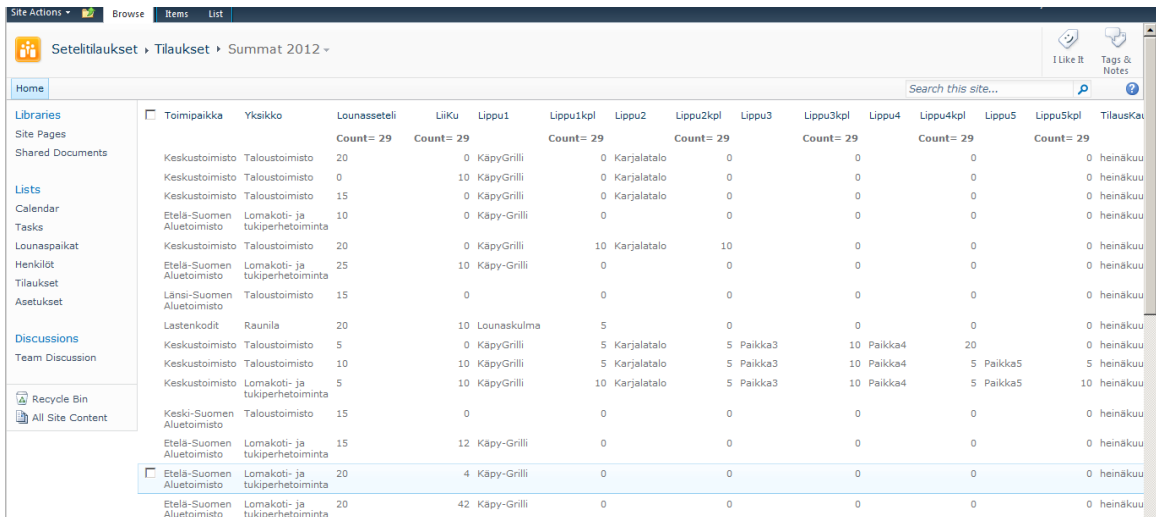 Site Actions Browse Items List
Setelitilaukset Tilaukset Summat 2012
I Like It Tags & Notes
Home Search this site...
Libraries
Site Pages
Shared Documents
Lists
Calendar
Tasks
Lounaspaikat
Henkilöt
Tilaukset
Asetukset
Discussions
Team Discussion
Recycle Bin
All Site Content
Toimipaikka Yksikko Lounasseteli LiiKu Lippu1 Lippu1kpl Lippu2 Lippu2kpl Lippu3 Lippu3kpl Lippu4 Lippu4kpl Lippu5 Lippu5kpl TilausKau
Count= 29 Count= 29 Count= 29 Count= 29 Count= 29 Count= 29 Count= 29
Keskustoimisto Taloustoimisto 20 0 KäpyGrilli 0 Karjalatalo 0 0 0 0 heinäkuu
Keskustoimisto Taloustoimisto 0 10 KäpyGrilli 0 Karjalatalo 0 0 0 0 heinäkuu
Keskustoimisto Taloustoimisto 15 0 KäpyGrilli 0 Karjalatalo 0 0 0 0 heinäkuu
Etelä-Suomen Lomakoti- ja 10 0 Käpy-Grilli 0 0 0 0 0 heinäkuu
Aluetoimisto tukiperhetoiminta
Keskustoimisto Taloustoimisto 20 0 KäpyGrilli 10 Karjalatalo 10 0 0 0 heinäkuu
Etelä-Suomen Lomakoti- ja 25 10 Käpy-Grilli 0 0 0 0 0 heinäkuu
Aluetoimisto tukiperhetoiminta
Länsi-Suomen Taloustoimisto 15 0 0 0 0 0 0 heinäkuu
Aluetoimisto
Lastenkodit Raunila 20 10 Lounaskulma 5 0 0 0 0 heinäkuu
Keskustoimisto Taloustoimisto 5 0 KäpyGrilli 5 Karjalatalo 5 Paikka3 10 Paikka4 20 0 heinäkuu
Keskustoimisto Taloustoimisto 10 10 KäpyGrilli 5 Karjalatalo 5 Paikka3 10 Paikka4 5 Paikka5 5 heinäkuu
Keskustoimisto Lomakoti- ja 5 10 KäpyGrilli 10 Karjalatalo 5 Paikka3 10 Paikka4 5 Paikka5 10 heinäkuu
tukiperhetoiminta
Keski-Suomen Taloustoimisto 15 0 0 0 0 0 0 heinäkuu
Aluetoimisto
Etelä-Suomen Lomakoti- ja 15 12 Käpy-Grilli 0 0 0 0 0 heinäkuu
Aluetoimisto tukiperhetoiminta
Etelä-Suomen Lomakoti- ja 20 4 Käpy-Grilli 0 0 0 0 0 heinäkuu
Aluetoimisto tukiperhetoiminta
Etelä-Suomen Lomakoti- ja 20 42 Käpy-Grilli 0 0 0 0 0 heinäkuu
Aluetoimisto tukiperhetoiminta